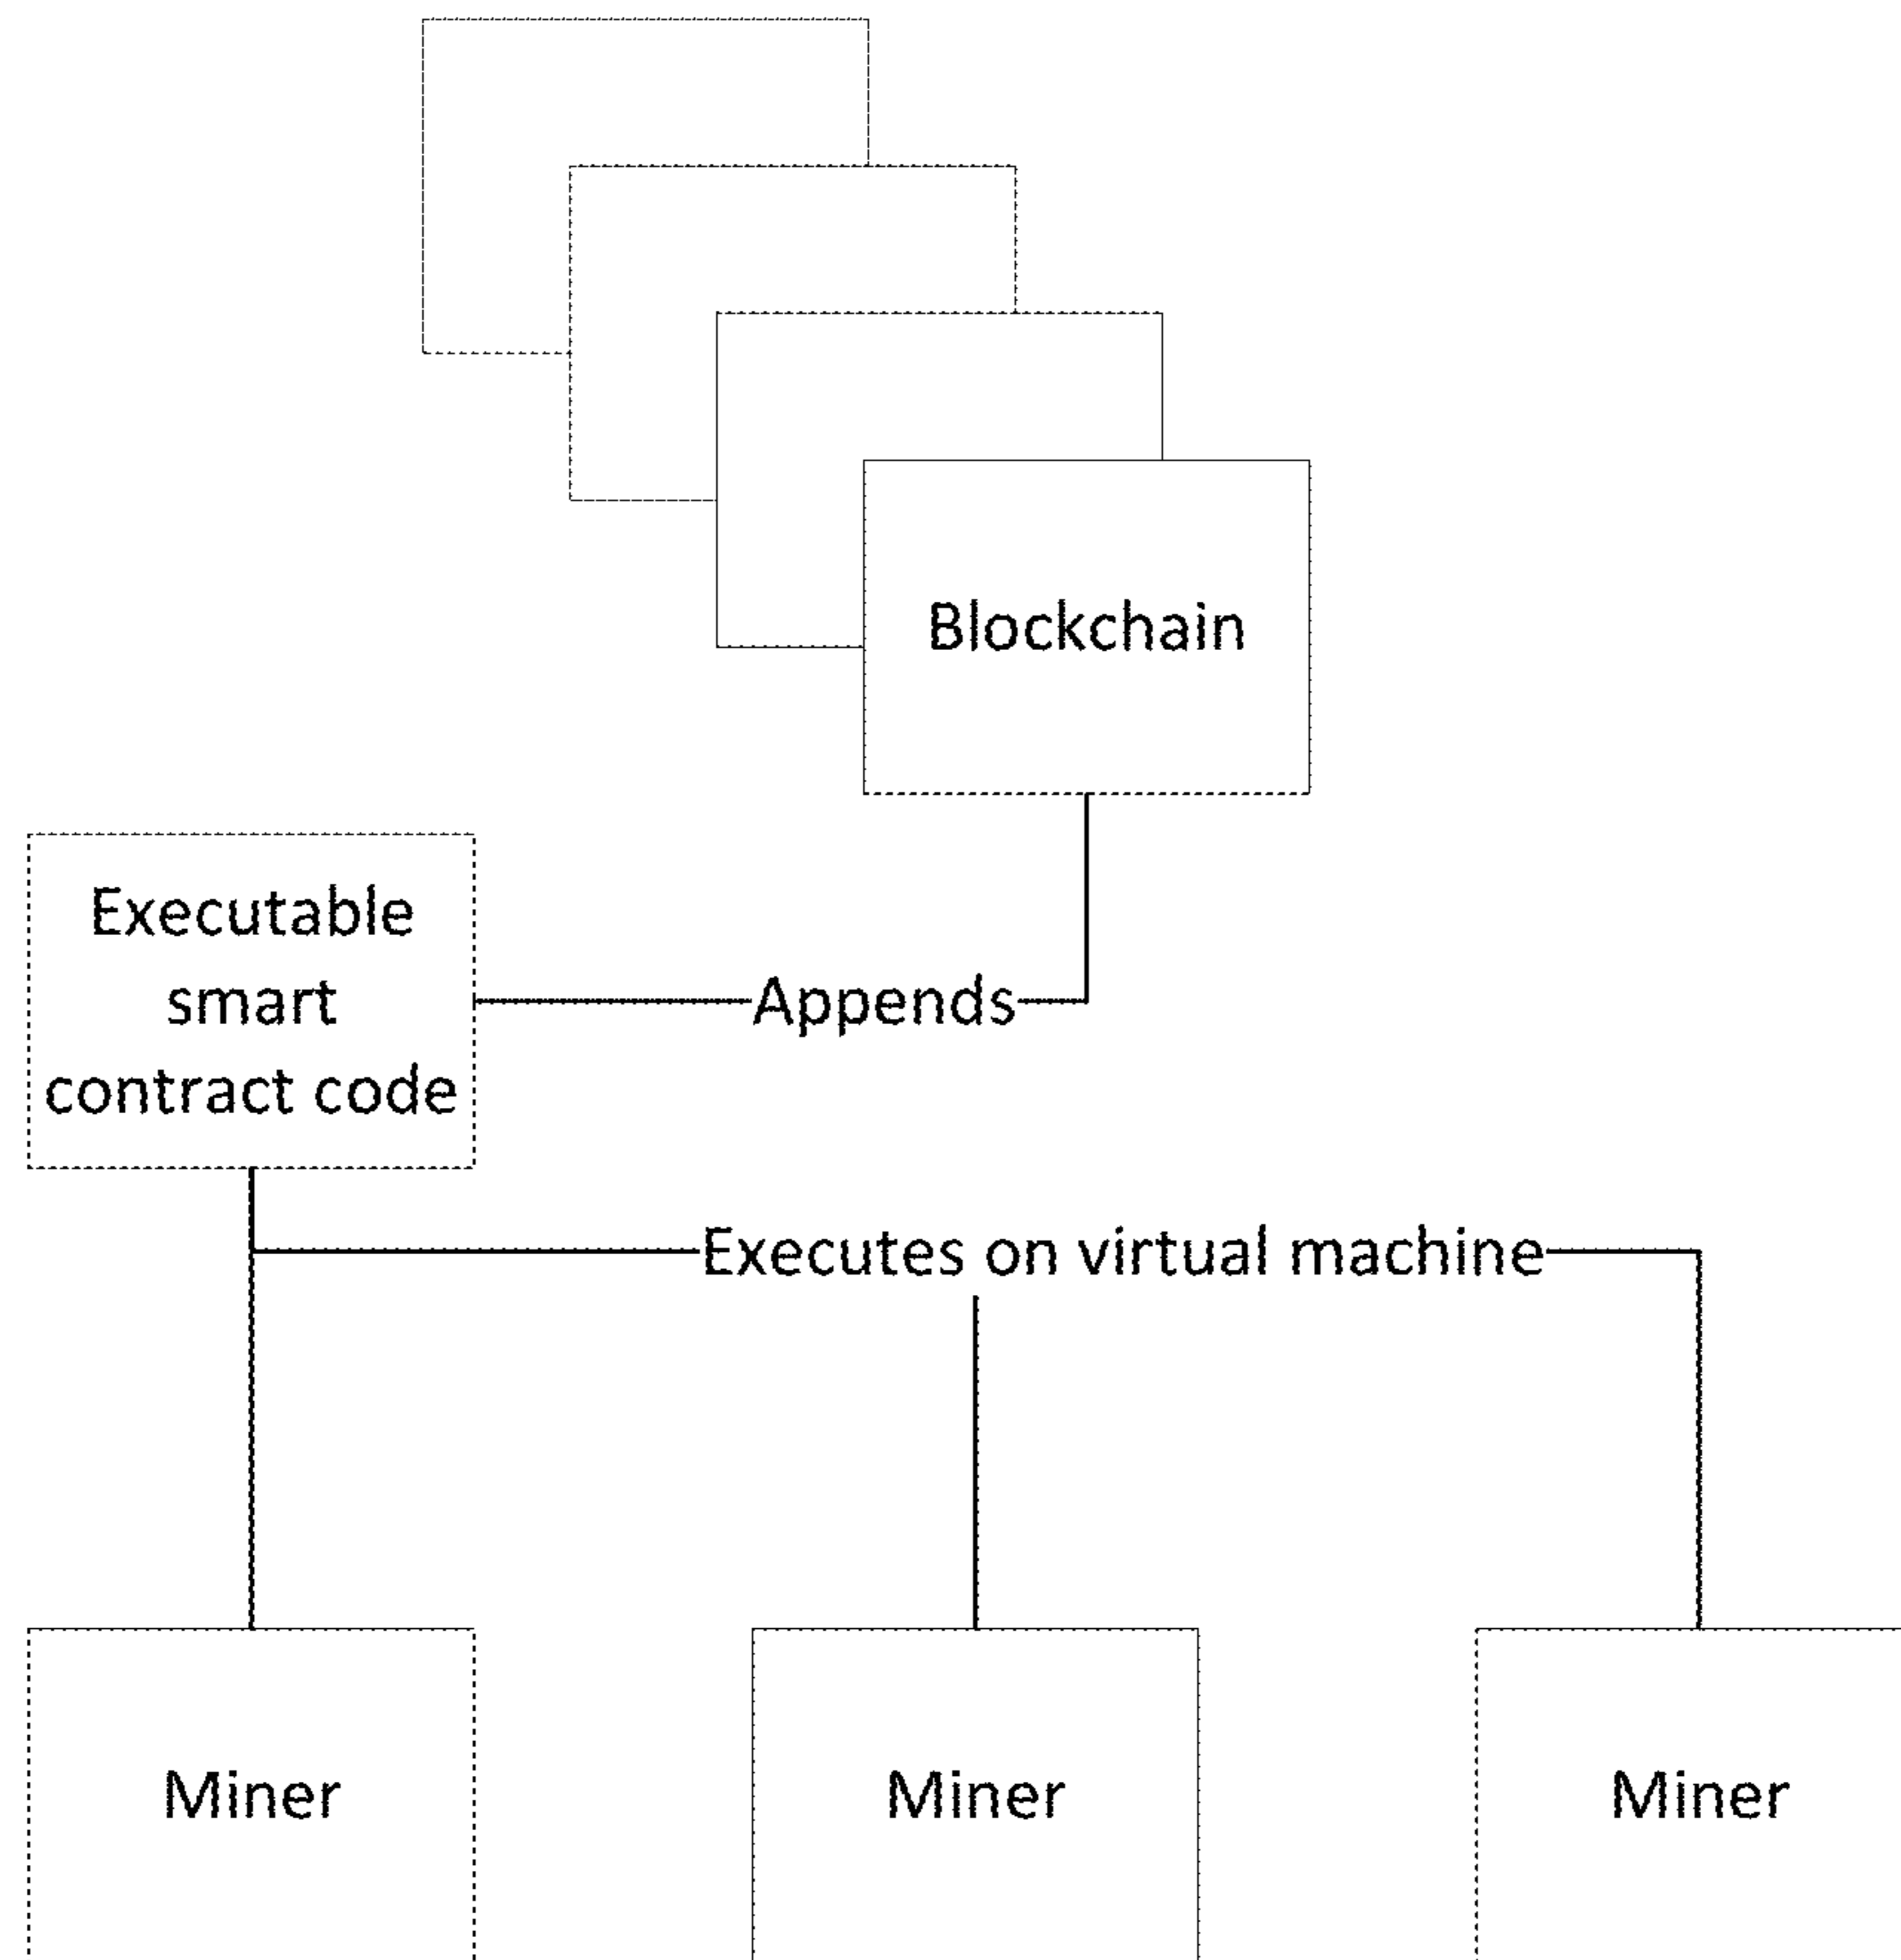 Blockchain
Executable
smart
contract code
Appends
Executes on virtual machine
Miner
Miner
Miner